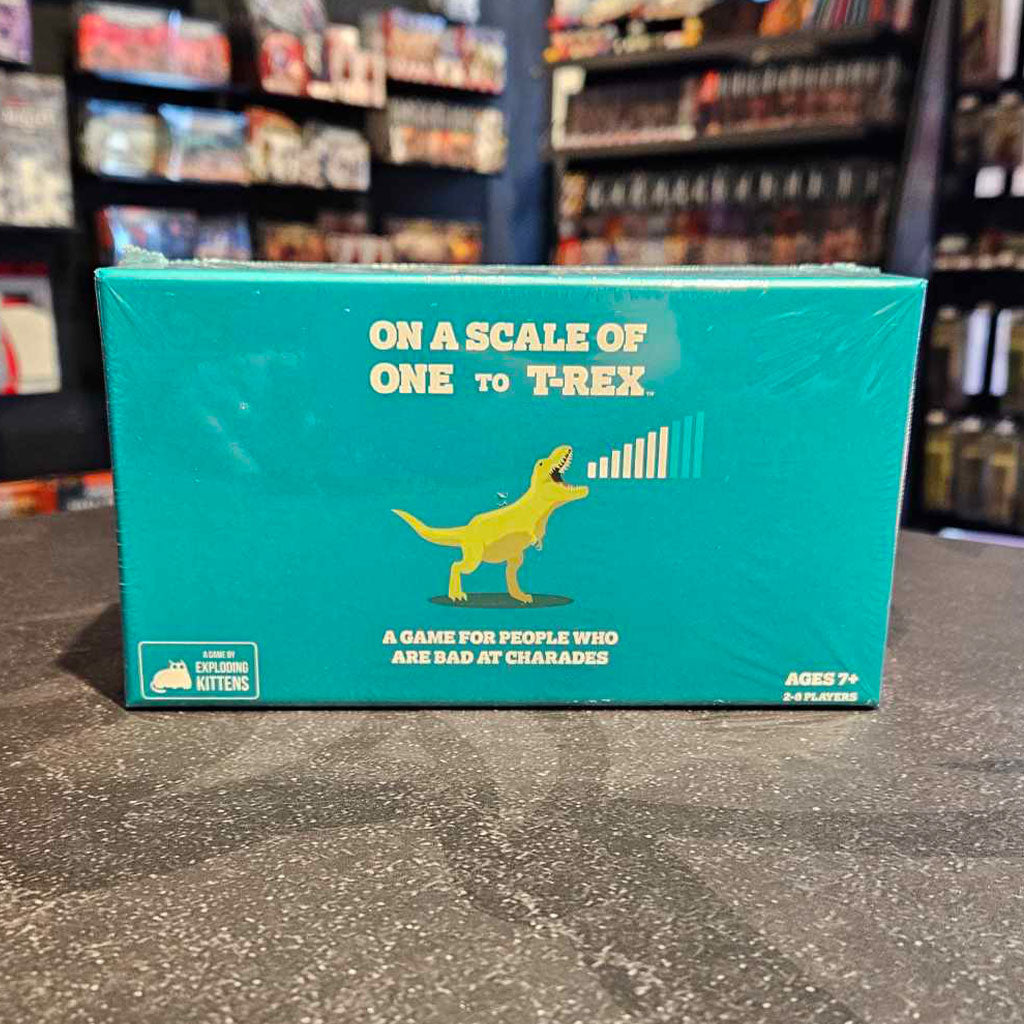 ON A SCALE OF
ONE TO T-REX™
A GAME FOR PEOPLE WHO
ARE BAD AT CHARADES
A GAME BY
EXPLODING
KITTENS
AGES 7+
2-8 PLAYERS